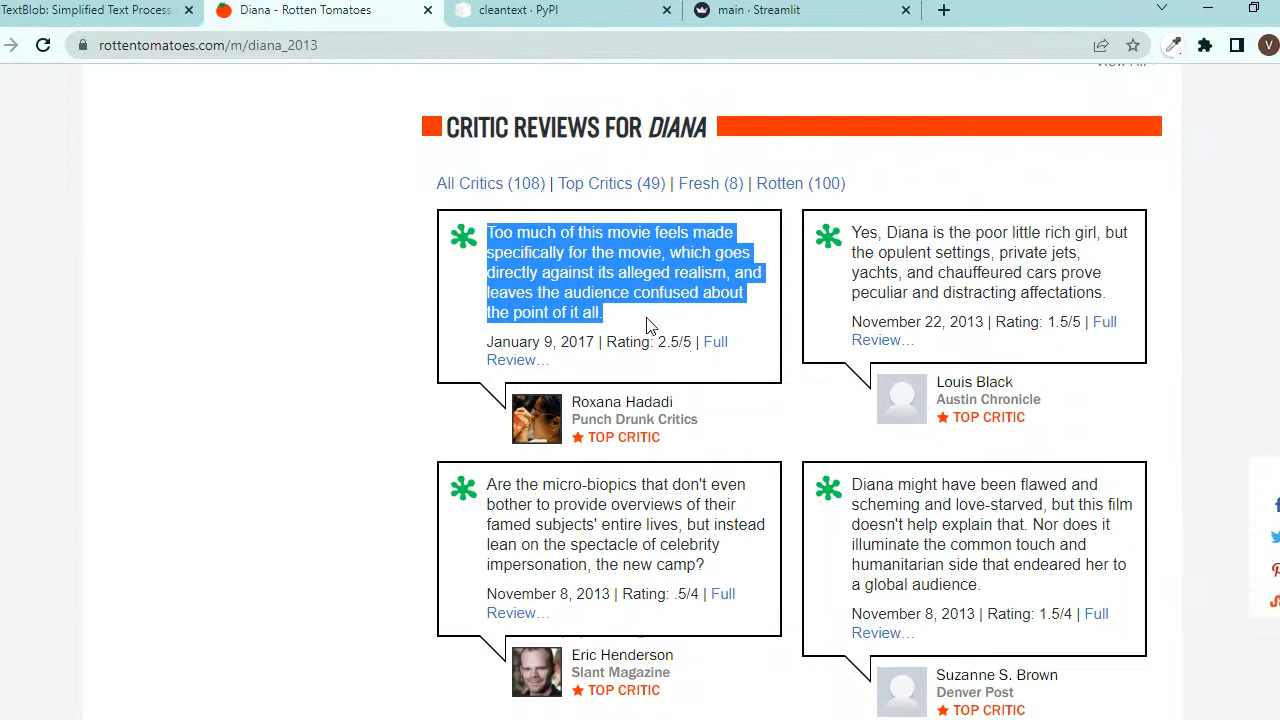 TextBlob: Simplified Text Process
Diana - Rotten Tomatoes
cleantext · PyPI
main · Streamlit
rottentomatoes.com/m/diana_2013
V
View All
CRITIC REVIEWS FOR DIANA
All Critics (108) | Top Critics (49) | Fresh (8) | Rotten (100)
Too much of this movie feels made
specifically for the movie, which goes
directly against its alleged realism, and
leaves the audience confused about
the point of it all.
January 9, 2017 | Rating: 2.5/5 | Full
Review…
Roxana Hadadi
Punch Drunk Critics
TOP CRITIC
Yes, Diana is the poor little rich girl, but
the opulent settings, private jets,
yachts, and chauffeured cars prove
peculiar and distracting affectations.
November 22, 2013 | Rating: 1.5/5 | Full
Review…
Louis Black
Austin Chronicle
TOP CRITIC
Are the micro-biopics that don't even
bother to provide overviews of their
famed subjects' entire lives, but instead
lean on the spectacle of celebrity
impersonation, the new camp?
November 8, 2013 | Rating: .5/4 | Full
Review…
Eric Henderson
Slant Magazine
TOP CRITIC
Diana might have been flawed and
scheming and love-starved, but this film
doesn't help explain that. Nor does it
illuminate the common touch and
humanitarian side that endeared her to
a global audience.
November 8, 2013 | Rating: 1.5/4 | Full
Review…
Suzanne S. Brown
Denver Post
TOP CRITIC